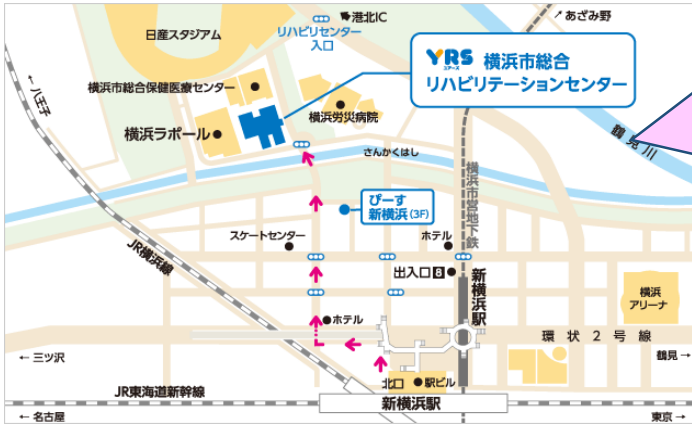 日産スタジアム
リハビリセンター
入口
港北IC
↗あざみ野
YRS 横浜市総合
リハビリテーションセンター
ユアーズ
←八王子
横浜市総合保健医療センター
横浜ラポール
横浜労災病院
さんかくはし
鶴見川
横浜市営地下鉄
ぴーす
新横浜(3F)
スケートセンター
ホテル
JR横浜線
出入口8
新横浜駅
横浜
アリーナ
ホテル
環状2号線
←三ツ沢
鶴見→
北口
駅ビル
JR東海道新幹線
新横浜駅
←名古屋
東京→